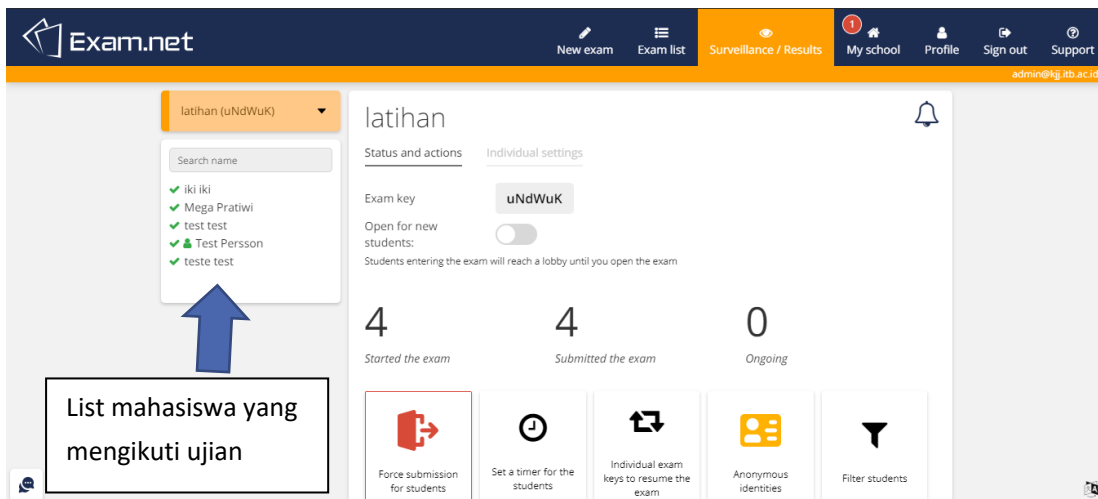 Exam.net
New exam
Exam list
Surveillance / Results
1
My school
Profile
Sign out
Support
admin@kjj.itb.ac.id
latihan (uNdWuK)
Search name
iki iki
Mega Pratiwi
test test
Test Persson
teste test
latihan
Status and actions
Individual settings
Exam key
uNdWuK
Open for new
students:
Students entering the exam will reach a lobby until you open the exam
4
4
0
Started the exam
Submitted the exam
Ongoing
List mahasiswa yang
mengikuti ujian
Force submission
for students
Set a timer for the
students
Individual exam
keys to resume the
exam
Anonymous
identities
Filter students